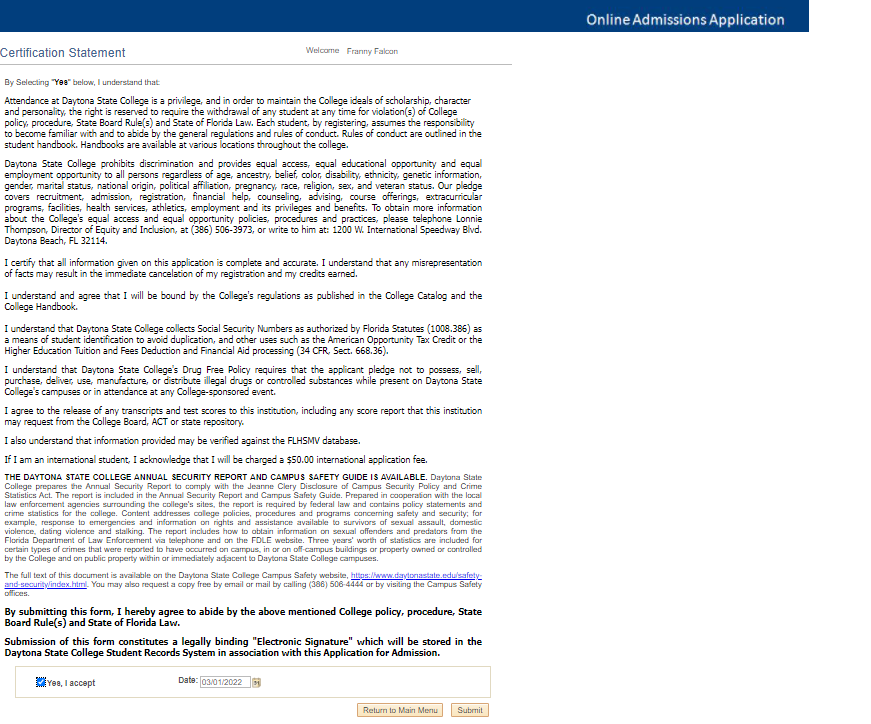 Online Admissions Application
Certification Statement
Welcome Franny Falcon
By Selecting "Yes" below, I understand that:
Attendance at Daytona State College is a privilege, and in order to maintain the College ideals of scholarship, character
and personality, the right is reserved to require the withdrawal of any student at any time for violation(s) of College
policy, procedure, State Board Rule(s) and State of Florida Law. Each student, by registering, assumes the responsibility
to become familiar with and to abide by the general regulations and rules of conduct. Rules of conduct are outlined in the
student handbook. Handbooks are available at various locations throughout the college.
Daytona State College prohibits discrimination and provides equal access, equal educational opportunity and equal
employment opportunity to all persons regardless of age, ancestry, belief, color, disability, ethnicity, genetic information,
gender, marital status, national origin, political affiliation, pregnancy, race, religion, sex, and veteran status. Our pledge
covers recruitment, admission, registration, financial help, counseling, advising, course offerings, extracurricular
programs, facilities, health services, athletics, employment and its privileges and benefits. To obtain more information
about the College's equal access and equal opportunity policies, procedures and practices, please telephone Lonnie
Thompson, Director of Equity and Inclusion, at (386) 506-3973, or write to him at: 1200 W. International Speedway Blvd.
Daytona Beach, FL 32114.
I certify that all information given on this application is complete and accurate. I understand that any misrepresentation
of facts may result in the immediate cancelation of my registration and my credits earned.
I understand and agree that I will be bound by the College's regulations as published in the College Catalog and the
College Handbook.
I understand that Daytona State College collects Social Security Numbers as authorized by Florida Statutes (1008.386) as
a means of student identification to avoid duplication, and other uses such as the American Opportunity Tax Credit or the
Higher Education Tuition and Fees Deduction and Financial Aid processing (34 CFR, Sect. 668.36).
I understand that Daytona State College's Drug Free Policy requires that the applicant pledge not to possess, sell,
purchase, deliver, use, manufacture, or distribute illegal drugs or controlled substances while present on Daytona State
College's campuses or in attendance at any College-sponsored event.
I agree to the release of any transcripts and test scores to this institution, including any score report that this institution
may request from the College Board, ACT or state repository.
I also understand that information provided may be verified against the FLHSMV database.
If I am an international student, I acknowledge that I will be charged a $50.00 international application fee.
THE DAYTONA STATE COLLEGE ANNUAL SECURITY REPORT AND CAMPUS SAFETY GUIDE IS AVAILABLE. Daytona State
College prepares the Annual Security Report to comply with the Jeanne Clery Disclosure of Campus Security Policy and Crime
Statistics Act. The report is included in the Annual Security Report and Campus Safety Guide. Prepared in cooperation with the local
law enforcement agencies surrounding the college's sites, the report is required by federal law and contains policy statements and
crime statistics for the college. Content addresses college policies, procedures and programs concerning safety and security; for
example, response to emergencies and information on rights and assistance available to survivors of sexual assault, domestic
violence, dating violence and stalking. The report includes how to obtain information on sexual offenders and predators from the
Florida Department of Law Enforcement via telephone and on the FDLE website. Three years' worth of statistics are included for
certain types of crimes that were reported to have occurred on campus, in or on off-campus buildings or property owned or controlled
by the College and on public property within or immediately adjacent to Daytona State College campuses.
The full text of this document is available on the Daytona State College Campus Safety website, https://www.daytonastate.edu/safety-
and-security/index.html. You may also request a copy free by email or mail by calling (386) 506-4444 or by visiting the Campus Safety
offices.
By submitting this form, I hereby agree to abide by the above mentioned College policy, procedure, State
Board Rule(s) and State of Florida Law.
Submission of this form constitutes a legally binding "Electronic Signature" which will be stored in the
Daytona State College Student Records System in association with this Application for Admission.
Yes, I accept Date: 03/01/2022 31
Return to Main Menu Submit